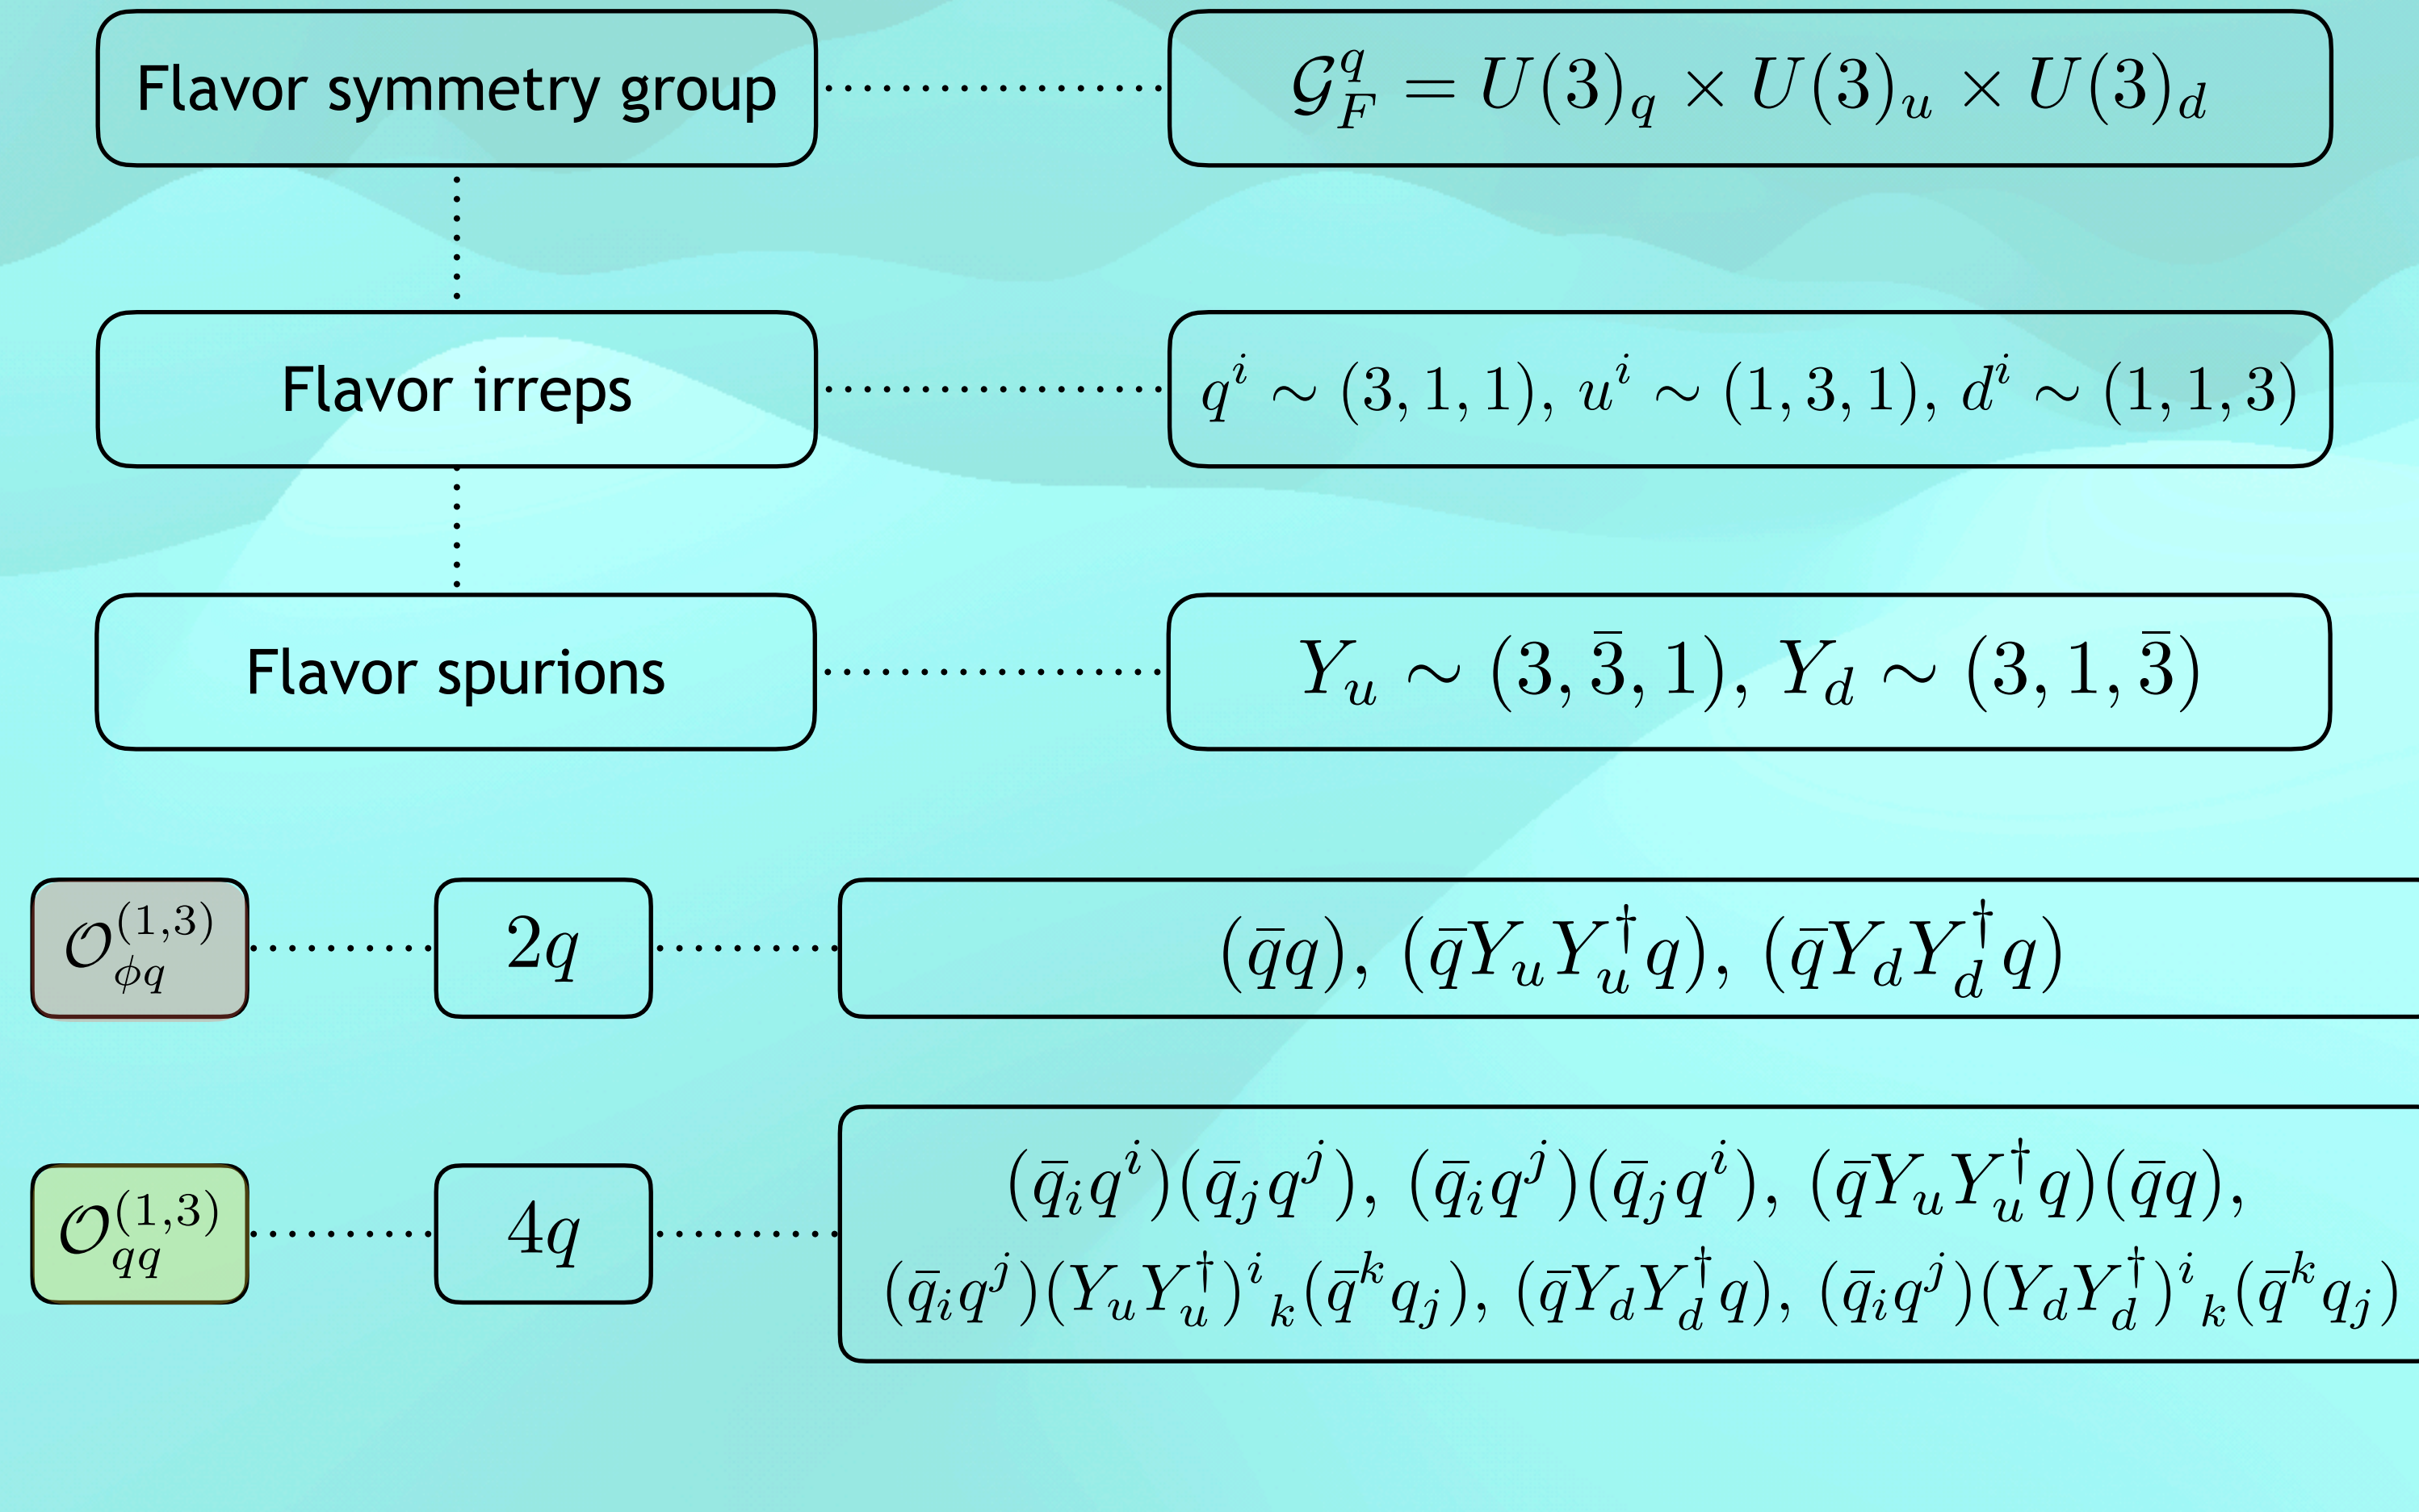 Flavor symmetry group
$\mathcal{G}_F^q = U(3)_q \times U(3)_u \times U(3)_d$
Flavor irreps
$q^i \sim (3,1,1),\ u^i \sim (1,3,1),\ d^i \sim (1,1,3)$
Flavor spurions
$Y_u \sim (3,\bar{3},1),\ Y_d \sim (3,1,\bar{3})$
$\mathcal{O}_{\phi q}^{(1,3)}$
$2q$
$(\bar{q}q),\ (\bar{q}Y_uY_u^\dagger q),\ (\bar{q}Y_dY_d^\dagger q)$
$\mathcal{O}_{qq}^{(1,3)}$
$4q$
$(\bar{q}_iq^i)(\bar{q}_jq^j),\ (\bar{q}_iq^j)(\bar{q}_jq^i),\ (\bar{q}Y_uY_u^\dagger q)(\bar{q}q),$
$(\bar{q}_iq^j)(Y_uY_u^\dagger)^i{}_k(\bar{q}^kq_j),\ (\bar{q}Y_dY_d^\dagger q),\ (\bar{q}_iq^j)(Y_dY_d^\dagger)^i{}_k(\bar{q}^kq_j)$